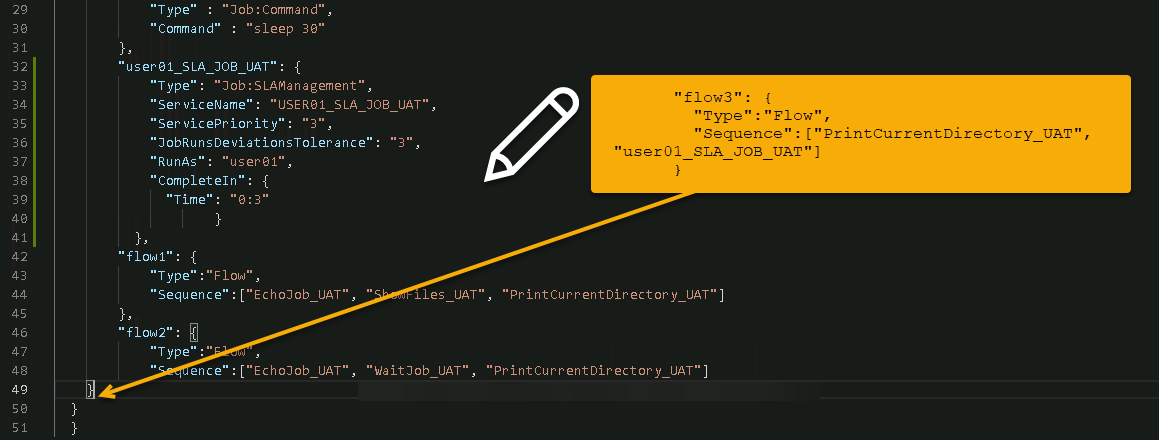 29 "Type" : "Job:Command",
30 "Command" : "sleep 30"
31 },
32 "user01_SLA_JOB_UAT": {
33 "Type": "Job:SLAManagement",
34 "ServiceName": "USER01_SLA_JOB_UAT",
35 "ServicePriority": "3",
36 "JobRunsDeviationsTolerance": "3",
37 "RunAs": "user01",
38 "CompleteIn": {
39 "Time": "0:3"
40 }
41 },
42 "flow1": {
43 "Type":"Flow",
44 "Sequence":["EchoJob_UAT", "ShowFiles_UAT", "PrintCurrentDirectory_UAT"]
45 },
46 "flow2": {
47 "Type":"Flow",
48 "Sequence":["EchoJob_UAT", "WaitJob_UAT", "PrintCurrentDirectory_UAT"]
49 }
50 }
51 }
"flow3": {
"Type":"Flow",
"Sequence":["PrintCurrentDirectory_UAT",
"user01_SLA_JOB_UAT"]
}